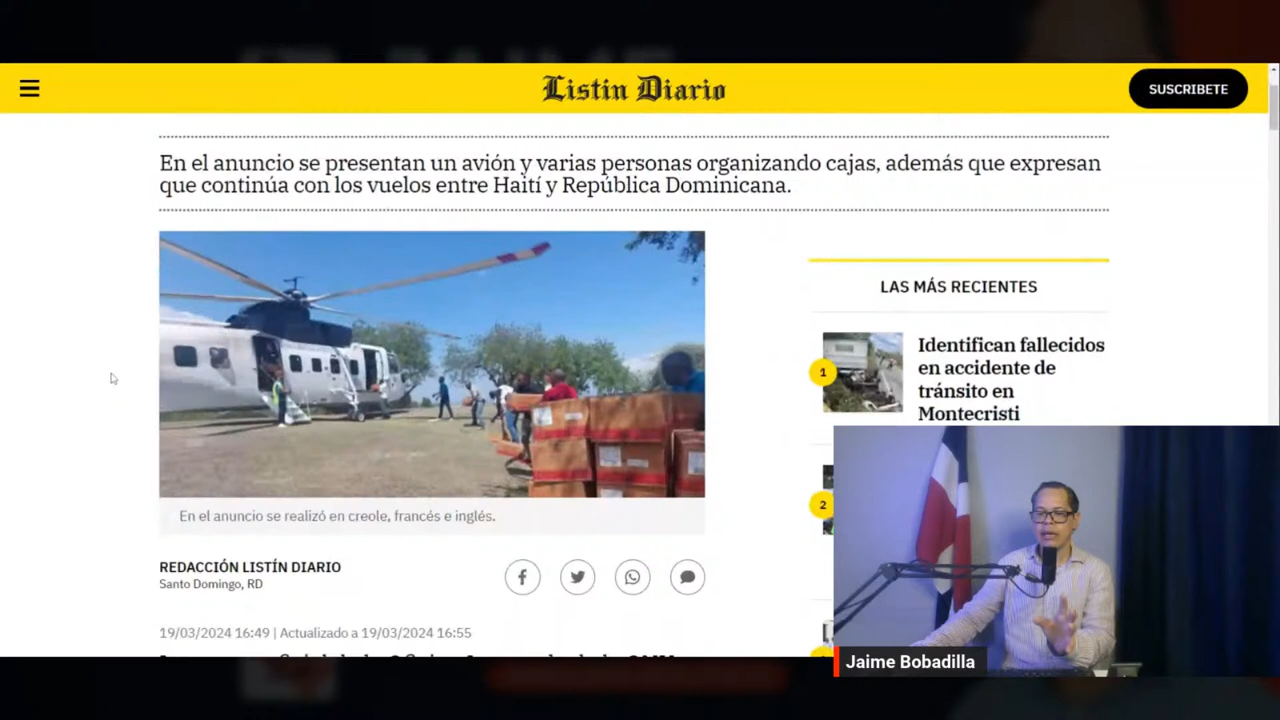 Listin Diario
SUSCRIBETE
En el anuncio se presentan un avión y varias personas organizando cajas, además que expresan
que continúa con los vuelos entre Haití y República Dominicana.
En el anuncio se realizó en creole, francés e inglés.
REDACCIÓN LISTÍN DIARIO
Santo Domingo, RD
19/03/2024 16:49 | Actualizado a 19/03/2024 16:55
LAS MÁS RECIENTES
1
Identifican fallecidos
en accidente de
tránsito en
Montecristi
2
Jaime Bobadilla